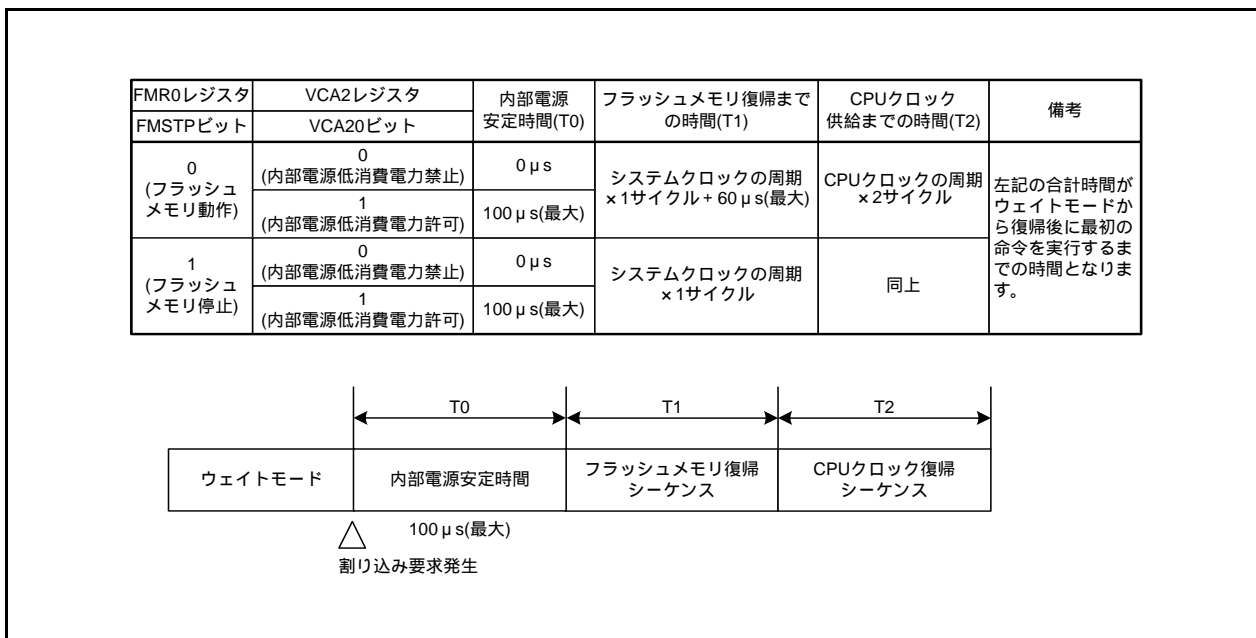 FMR0レジスタ
VCA2レジスタ
内部電源
安定時間(T0)
フラッシュメモリ復帰まで
の時間(T1)
CPUクロック
供給までの時間(T2)
備考
FMSTPビット
VCA20ビット
0
(フラッシュ
メモリ動作)
0
(内部電源低消費電力禁止)
0μs
システムクロックの周期
×1サイクル+60μs(最大)
CPUクロックの周期
×2サイクル
左記の合計時間が
ウェイトモードか
ら復帰後に最初の
命令を実行するま
での時間となりま
す。
1
(内部電源低消費電力許可)
100μs(最大)
1
(フラッシュ
メモリ停止)
0
(内部電源低消費電力禁止)
0μs
システムクロックの周期
×1サイクル
同上
1
(内部電源低消費電力許可)
100μs(最大)
T0
T1
T2
ウェイトモード
内部電源安定時間
フラッシュメモリ復帰
シーケンス
CPUクロック復帰
シーケンス
100μs(最大)
割り込み要求発生